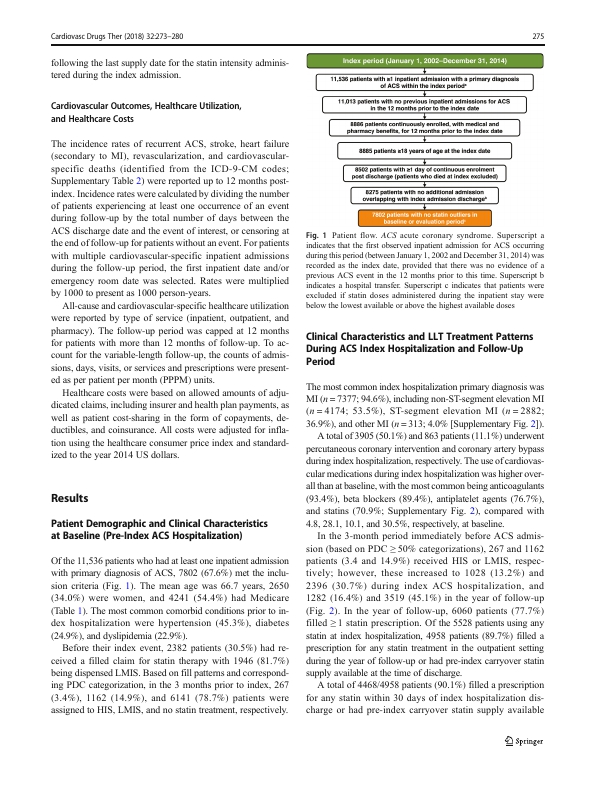 Cardiovasc Drugs Ther (2018) 32:273–280
275
following the last supply date for the statin intensity adminis-
tered during the index admission.
Cardiovascular Outcomes, Healthcare Utilization,
and Healthcare Costs
The incidence rates of recurrent ACS, stroke, heart failure
(secondary to MI), revascularization, and cardiovascular-
specific deaths (identified from the ICD-9-CM codes;
Supplementary Table 2) were reported up to 12 months post-
index. Incidence rates were calculated by dividing the number
of patients experiencing at least one occurrence of an event
during follow-up by the total number of days between the
ACS discharge date and the event of interest, or censoring at
the end of follow-up for patients without an event. For patients
with multiple cardiovascular-specific inpatient admissions
during the follow-up period, the first inpatient date and/or
emergency room date was selected. Rates were multiplied
by 1000 to present as 1000 person-years.
All-cause and cardiovascular-specific healthcare utilization
were reported by type of service (inpatient, outpatient, and
pharmacy). The follow-up period was capped at 12 months
for patients with more than 12 months of follow-up. To ac-
count for the variable-length follow-up, the counts of admis-
sions, days, visits, or services and prescriptions were present-
ed as per patient per month (PPPM) units.
Healthcare costs were based on allowed amounts of adju-
dicated claims, including insurer and health plan payments, as
well as patient cost-sharing in the form of copayments, de-
ductibles, and coinsurance. All costs were adjusted for infla-
tion using the healthcare consumer price index and standard-
ized to the year 2014 US dollars.
Results
Patient Demographic and Clinical Characteristics
at Baseline (Pre-Index ACS Hospitalization)
Of the 11,536 patients who had at least one inpatient admission
with primary diagnosis of ACS, 7802 (67.6%) met the inclu-
sion criteria (Fig. 1). The mean age was 66.7 years, 2650
(34.0%) were women, and 4241 (54.4%) had Medicare
(Table 1). The most common comorbid conditions prior to in-
dex hospitalization were hypertension (45.3%), diabetes
(24.9%), and dyslipidemia (22.9%).
Before their index event, 2382 patients (30.5%) had re-
ceived a filled claim for statin therapy with 1946 (81.7%)
being dispensed LMIS. Based on fill patterns and correspond-
ing PDC categorization, in the 3 months prior to index, 267
(3.4%), 1162 (14.9%), and 6141 (78.7%) patients were
assigned to HIS, LMIS, and no statin treatment, respectively.
Index period (January 1, 2002–December 31, 2014)
11,536 patients with ≥1 inpatient admission with a primary diagnosis
of ACS within the index periodᵃ
11,013 patients with no previous inpatient admissions for ACS
in the 12 months prior to the index date
8886 patients continuously enrolled, with medical and
pharmacy benefits, for 12 months prior to the index date
8885 patients ≥18 years of age at the index date
8502 patients with ≥1 day of continuous enrolment
post discharge (patients who died at index excluded)
8275 patients with no additional admission
overlapping with index admission dischargeᵇ
7802 patients with no statin outliers in
baseline or evaluation periodᶜ
Fig. 1 Patient flow. ACS acute coronary syndrome. Superscript a
indicates that the first observed inpatient admission for ACS occurring
during this period (between January 1, 2002 and December 31, 2014) was
recorded as the index date, provided that there was no evidence of a
previous ACS event in the 12 months prior to this time. Superscript b
indicates a hospital transfer. Superscript c indicates that patients were
excluded if statin doses administered during the inpatient stay were
below the lowest available or above the highest available doses
Clinical Characteristics and LLT Treatment Patterns
During ACS Index Hospitalization and Follow-Up
Period
The most common index hospitalization primary diagnosis was
MI (n = 7377; 94.6%), including non-ST-segment elevation MI
(n = 4174; 53.5%), ST-segment elevation MI (n = 2882;
36.9%), and other MI (n = 313; 4.0% [Supplementary Fig. 2]).
A total of 3905 (50.1%) and 863 patients (11.1%) underwent
percutaneous coronary intervention and coronary artery bypass
during index hospitalization, respectively. The use of cardiovas-
cular medications during index hospitalization was higher over-
all than at baseline, with the most common being anticoagulants
(93.4%), beta blockers (89.4%), antiplatelet agents (76.7%),
and statins (70.9%; Supplementary Fig. 2), compared with
4.8, 28.1, 10.1, and 30.5%, respectively, at baseline.
In the 3-month period immediately before ACS admis-
sion (based on PDC ≥ 50% categorizations), 267 and 1162
patients (3.4 and 14.9%) received HIS or LMIS, respec-
tively; however, these increased to 1028 (13.2%) and
2396 (30.7%) during index ACS hospitalization, and
1282 (16.4%) and 3519 (45.1%) in the year of follow-up
(Fig. 2). In the year of follow-up, 6060 patients (77.7%)
filled ≥ 1 statin prescription. Of the 5528 patients using any
statin at index hospitalization, 4958 patients (89.7%) filled a
prescription for any statin treatment in the outpatient setting
during the year of follow-up or had pre-index carryover statin
supply available at the time of discharge.
A total of 4468/4958 patients (90.1%) filled a prescription
for any statin within 30 days of index hospitalization dis-
charge or had pre-index carryover statin supply available
Springer